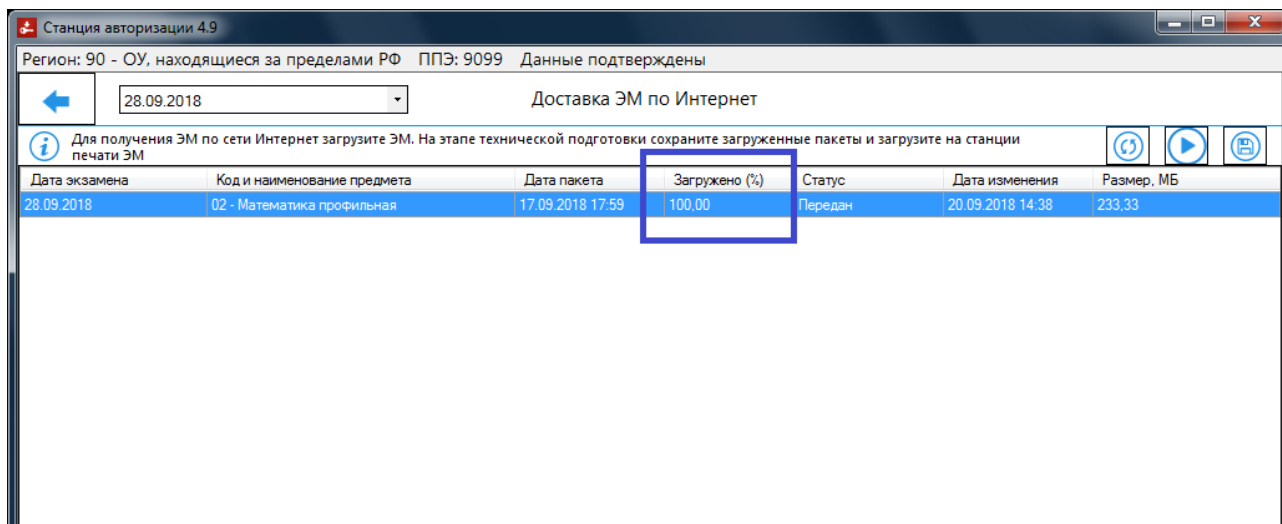 Станция авторизации 4.9
Регион: 90 - ОУ, находящиеся за пределами РФ ППЭ: 9099 Данные подтверждены
28.09.2018 Доставка ЭМ по Интернет
Для получения ЭМ по сети Интернет загрузите ЭМ. На этапе технической подготовки сохраните загруженные пакеты и загрузите на станции
печати ЭМ
Дата экзамена Код и наименование предмета Дата пакета Загружено (%) Статус Дата изменения Размер, МБ
28.09.2018 02 - Математика профильная 17.09.2018 17:59 100,00 Передан 20.09.2018 14:38 233,33